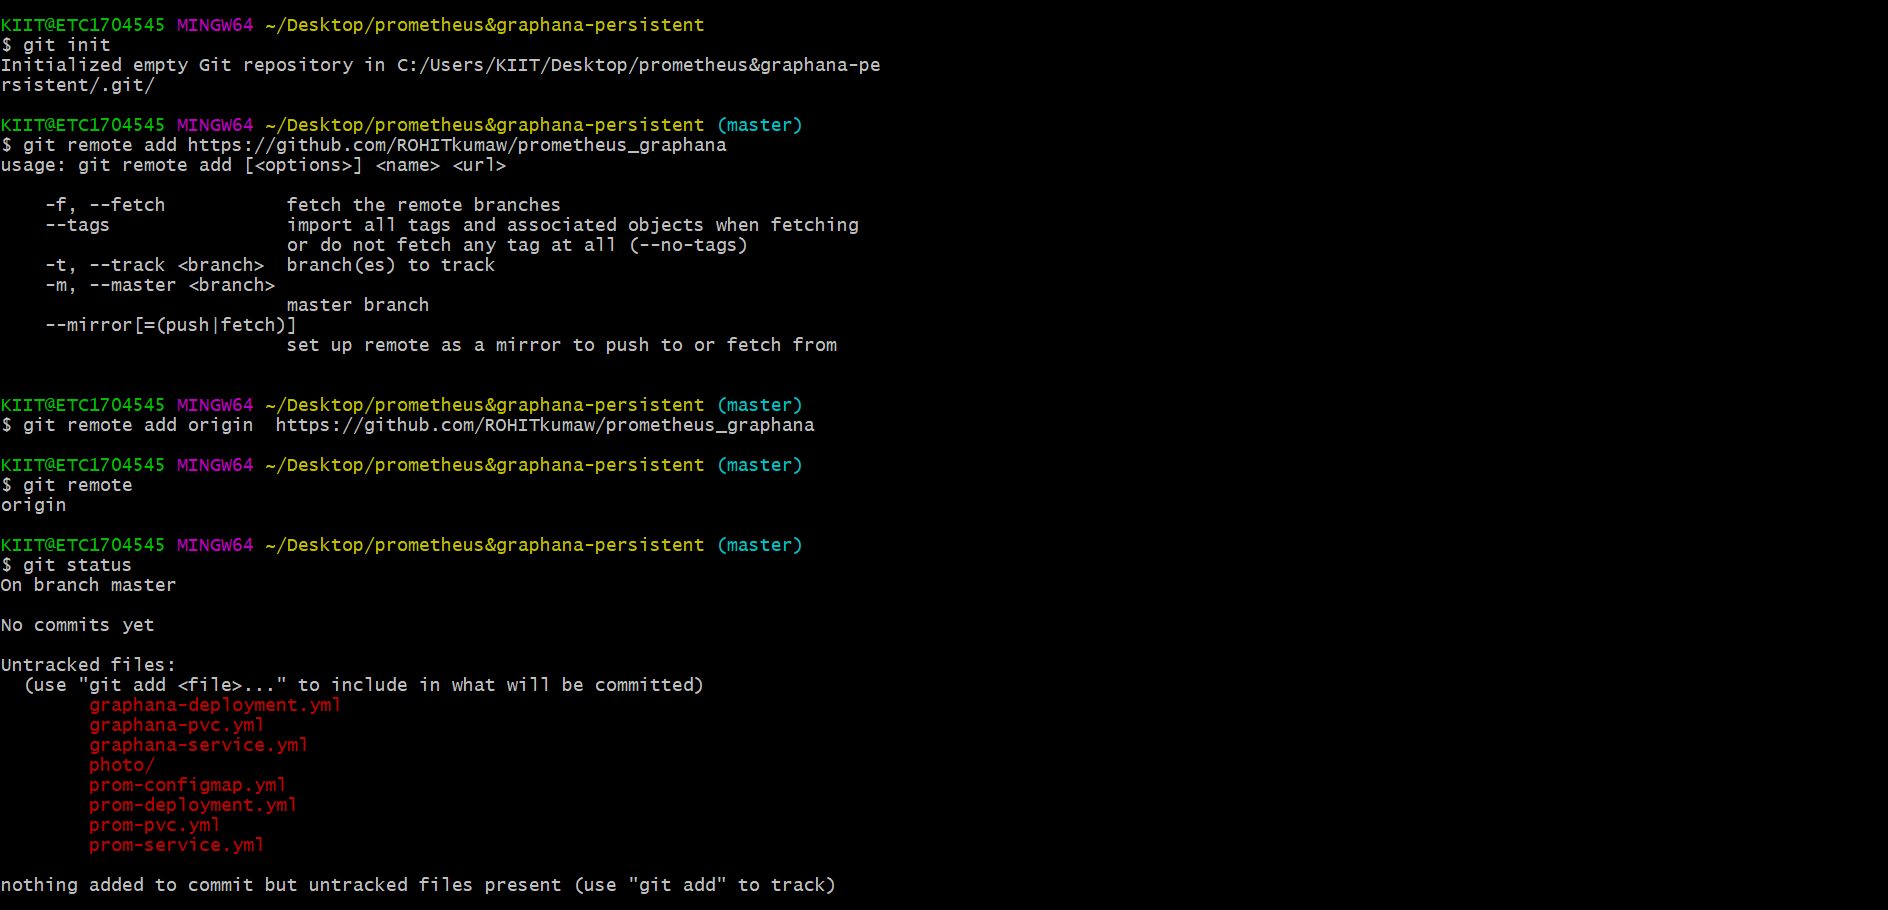 KIIT@ETC1704545 MINGW64 ~/Desktop/prometheus&graphana-persistent
$ git init
Initialized empty Git repository in C:/Users/KIIT/Desktop/prometheus&graphana-pe
rsistent/.git/

KIIT@ETC1704545 MINGW64 ~/Desktop/prometheus&graphana-persistent (master)
$ git remote add https://github.com/ROHITkumaw/prometheus_graphana
usage: git remote add [<options>] <name> <url>

    -f, --fetch           fetch the remote branches
    --tags                import all tags and associated objects when fetching
                          or do not fetch any tag at all (--no-tags)
    -t, --track <branch>  branch(es) to track
    -m, --master <branch>
                          master branch
    --mirror[=(push|fetch)]
                          set up remote as a mirror to push to or fetch from

KIIT@ETC1704545 MINGW64 ~/Desktop/prometheus&graphana-persistent (master)
$ git remote add origin  https://github.com/ROHITkumaw/prometheus_graphana

KIIT@ETC1704545 MINGW64 ~/Desktop/prometheus&graphana-persistent (master)
$ git remote
origin

KIIT@ETC1704545 MINGW64 ~/Desktop/prometheus&graphana-persistent (master)
$ git status
On branch master

No commits yet

Untracked files:
  (use "git add <file>..." to include in what will be committed)
        graphana-deployment.yml
        graphana-pvc.yml
        graphana-service.yml
        photo/
        prom-configmap.yml
        prom-deployment.yml
        prom-pvc.yml
        prom-service.yml

nothing added to commit but untracked files present (use "git add" to track)